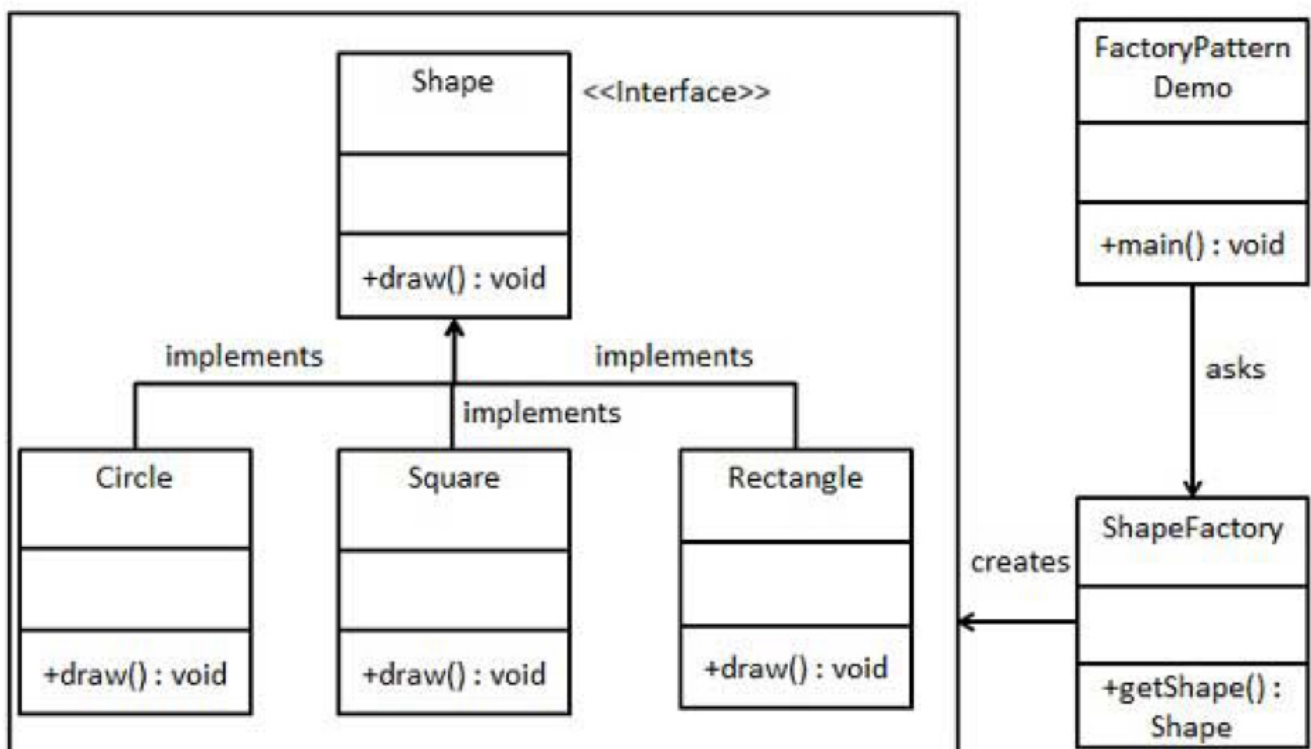 Shape
<<Interface>>
+draw() : void
implements
implements
implements
Circle
+draw() : void
Square
+draw() : void
Rectangle
+draw() : void
FactoryPattern
Demo
+main() : void
asks
ShapeFactory
+getShape() :
Shape
creates